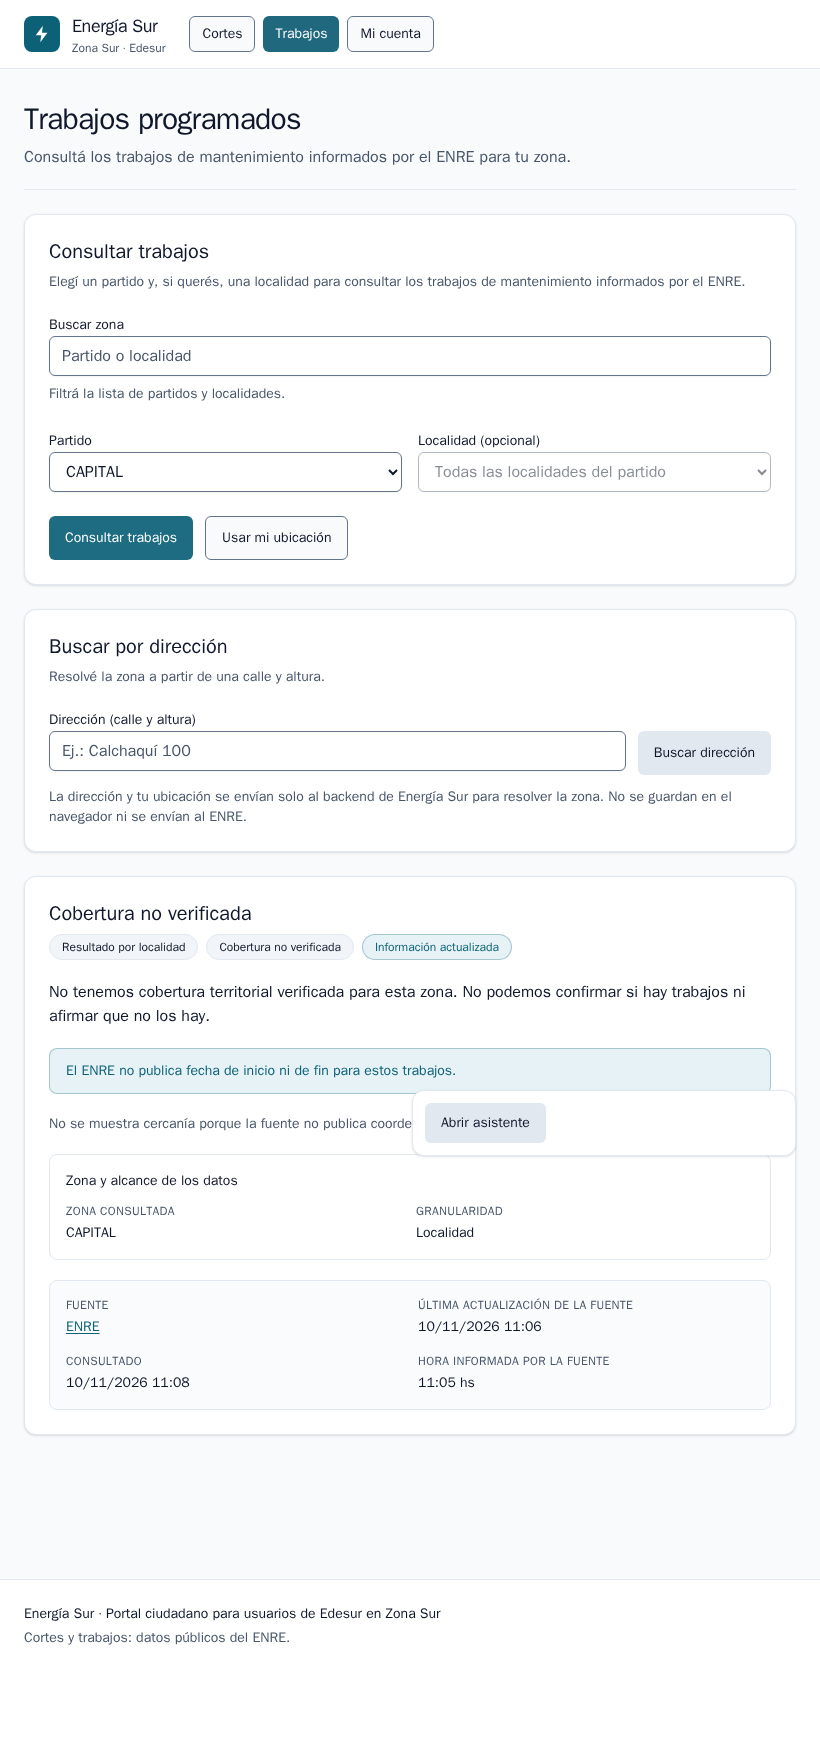 Energía Sur
Zona Sur · Edesur
Cortes
Trabajos
Mi cuenta
Trabajos programados
Consultá los trabajos de mantenimiento informados por el ENRE para tu zona.
Consultar trabajos
Elegí un partido y, si querés, una localidad para consultar los trabajos de mantenimiento informados por el ENRE.
Buscar zona
Partido o localidad
Filtrá la lista de partidos y localidades.
Partido
Localidad (opcional)
CAPITAL
Todas las localidades del partido
Consultar trabajos
Usar mi ubicación
Buscar por dirección
Resolvé la zona a partir de una calle y altura.
Dirección (calle y altura)
Ej.: Calchaquí 100
Buscar dirección
La dirección y tu ubicación se envían solo al backend de Energía Sur para resolver la zona. No se guardan en el
navegador ni se envían al ENRE.
Cobertura no verificada
Resultado por localidad
Cobertura no verificada
Información actualizada
No tenemos cobertura territorial verificada para esta zona. No podemos confirmar si hay trabajos ni
afirmar que no los hay.
El ENRE no publica fecha de inicio ni de fin para estos trabajos.
No se muestra cercanía porque la fuente no publica coorde
Abrir asistente
Zona y alcance de los datos
ZONA CONSULTADA
GRANULARIDAD
CAPITAL
Localidad
FUENTE
ÚLTIMA ACTUALIZACIÓN DE LA FUENTE
ENRE
10/11/2026 11:06
CONSULTADO
HORA INFORMADA POR LA FUENTE
10/11/2026 11:08
11:05 hs
Energía Sur · Portal ciudadano para usuarios de Edesur en Zona Sur
Cortes y trabajos: datos públicos del ENRE.